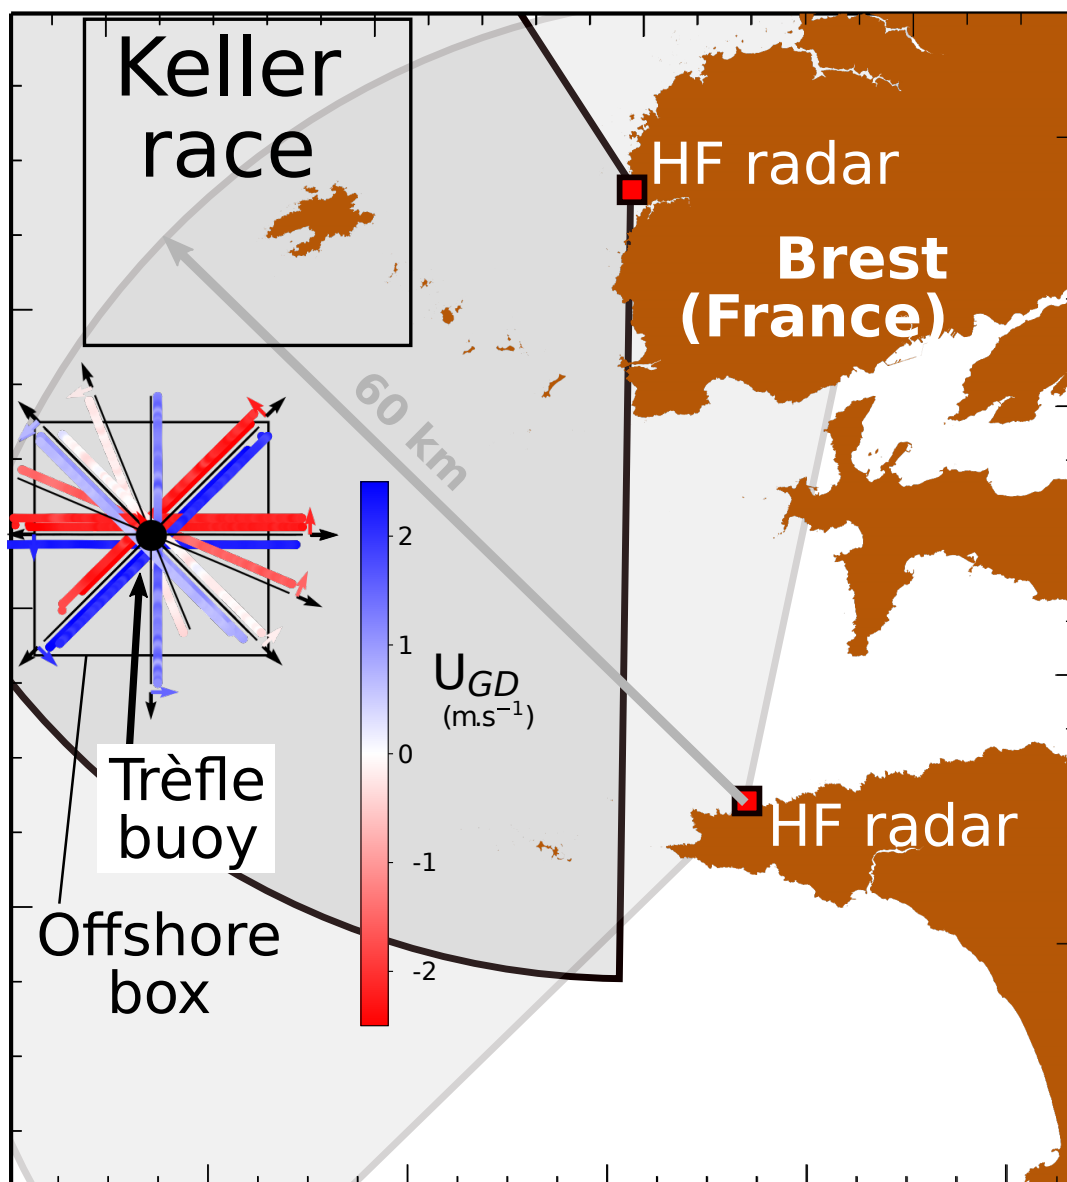 Keller
race
HF radar
Brest
(France)
60 km
2
1
0
-1
-2
U_GD
(m.s⁻¹)
Trèfle
buoy
HF radar
Offshore
box